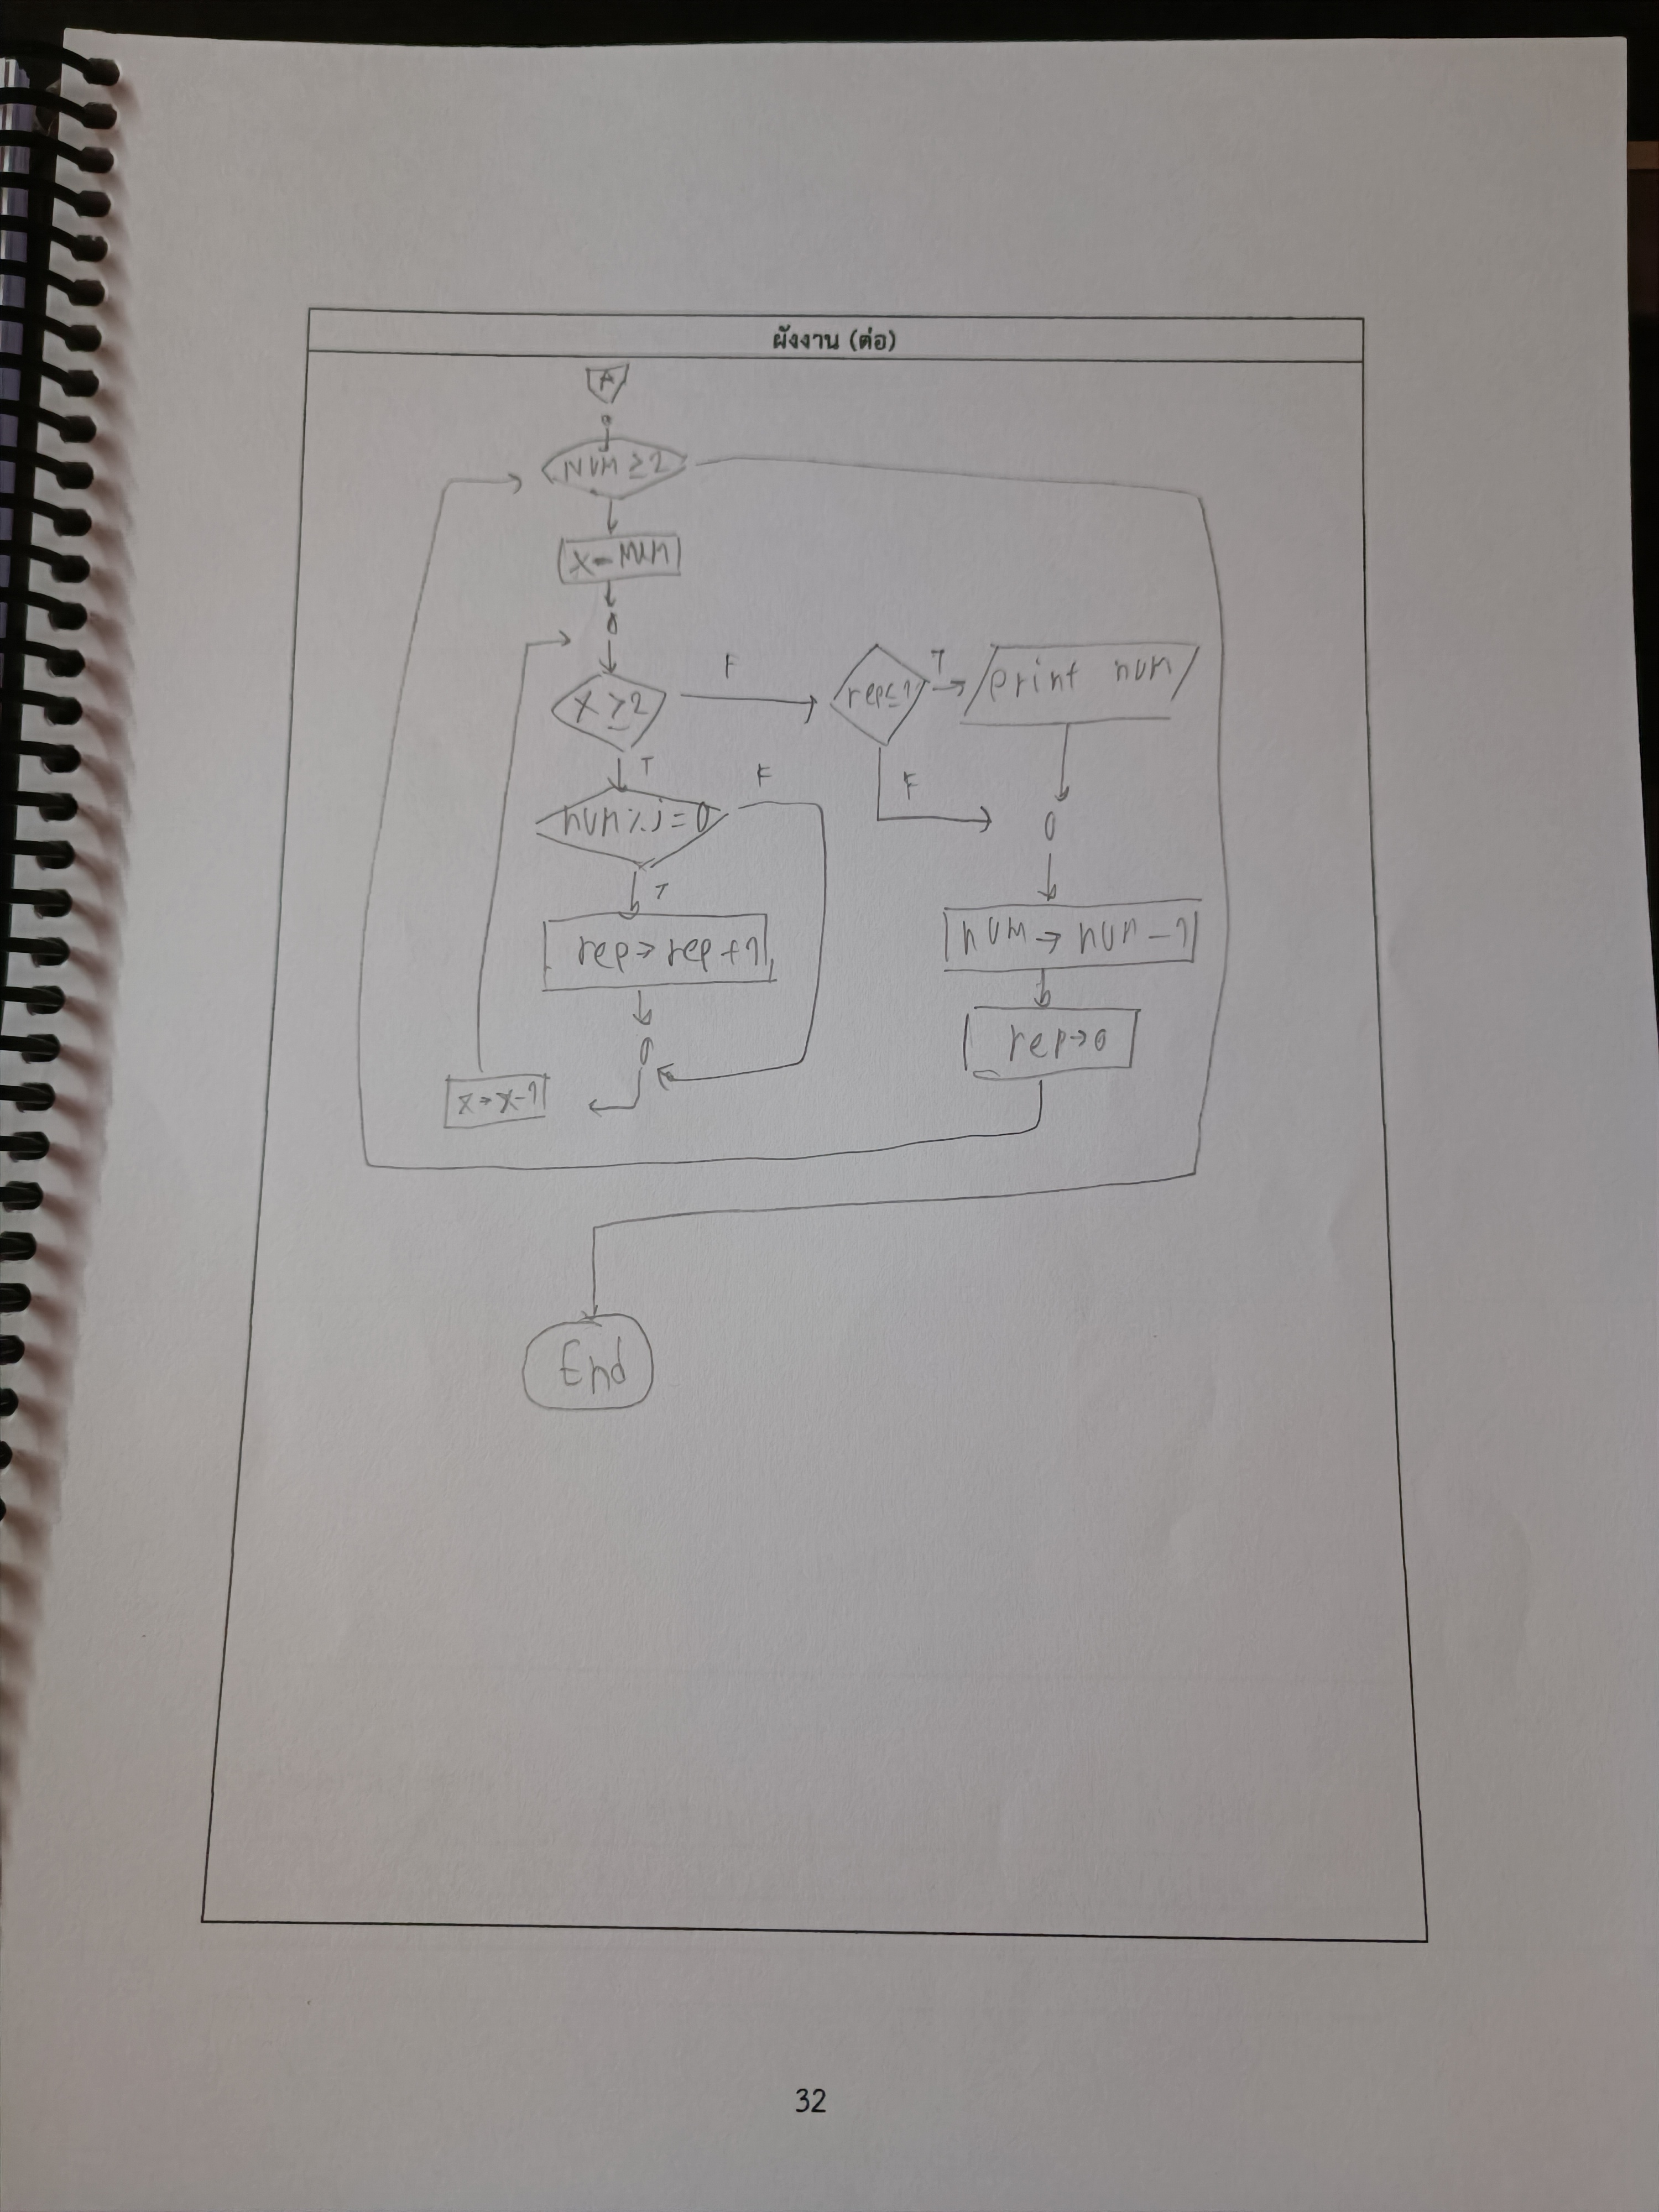 ผังงาน (ต่อ)
A
NUM ≥ 2
X = NUM
X ≥ 2
F
rep ≤ 1
T
print num
T
F
F
num % j = 0
T
rep → rep + 1
num → num - 1
rep → 0
x → x - 1
End
32